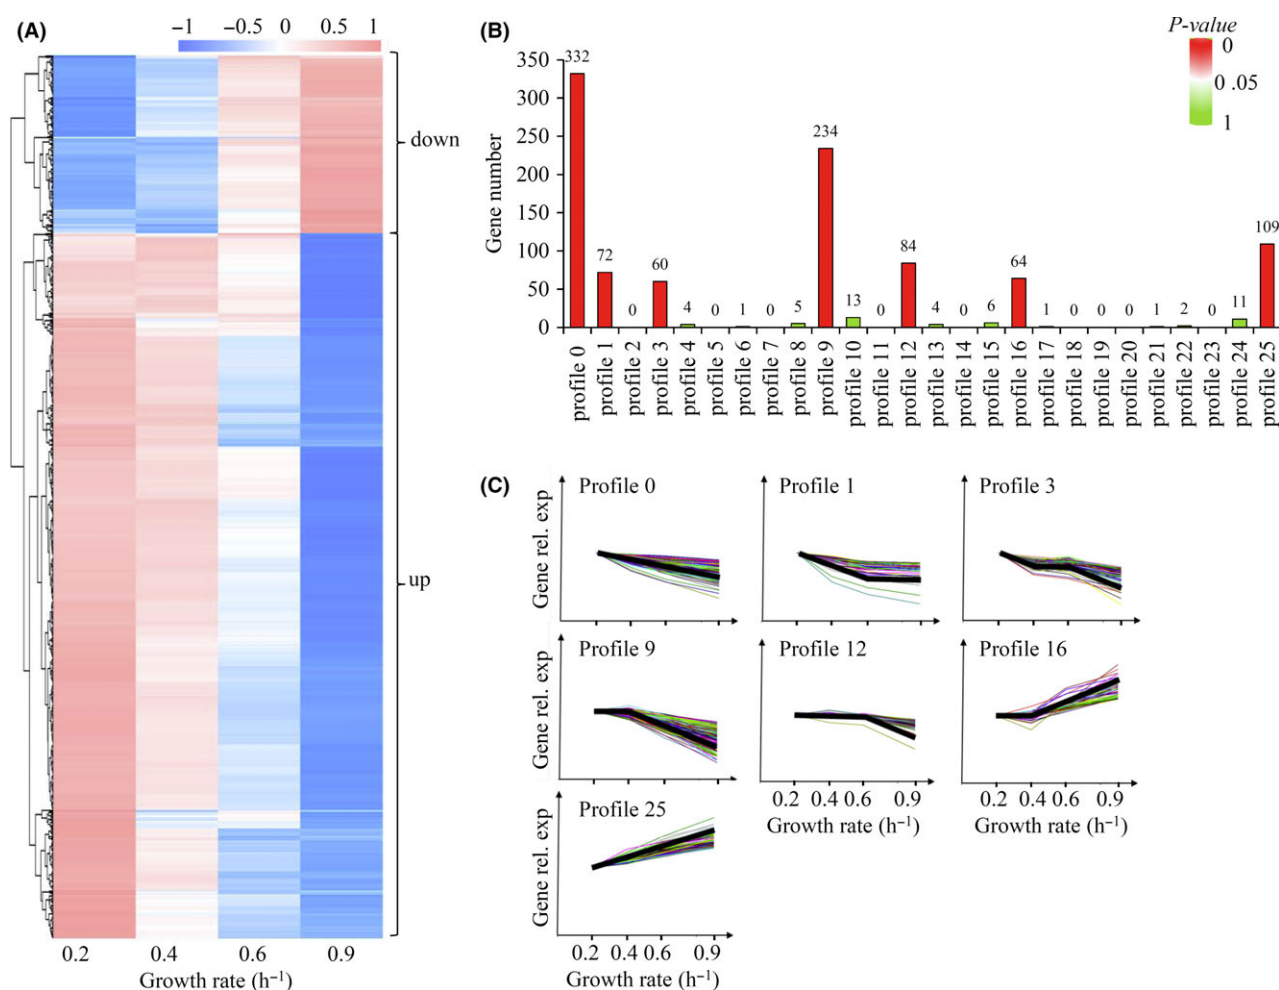 (A)
−1 −0.5 0 0.5 1
down
up
0.2 0.4 0.6 0.9
Growth rate (h⁻¹)
(B)
P-value
0
0 .05
1
Gene number
350
300
250
200
150
100
50
0
332 72 0 60 4 0 1 0 5 234 13 0 84 4 0 6 64 1 0 0 0 1 2 0 11 109
profile 0
profile 1
profile 2
profile 3
profile 4
profile 5
profile 6
profile 7
profile 8
profile 9
profile 10
profile 11
profile 12
profile 13
profile 14
profile 15
profile 16
profile 17
profile 18
profile 19
profile 20
profile 21
profile 22
profile 23
profile 24
profile 25
(C)
Gene rel. exp
Profile 0 Profile 1 Profile 3
Gene rel. exp
Profile 9 Profile 12 Profile 16
0.2 0.4 0.6 0.9 0.2 0.4 0.6 0.9
Growth rate (h⁻¹) Growth rate (h⁻¹)
Gene rel. exp
Profile 25
0.2 0.4 0.6 0.9
Growth rate (h⁻¹)